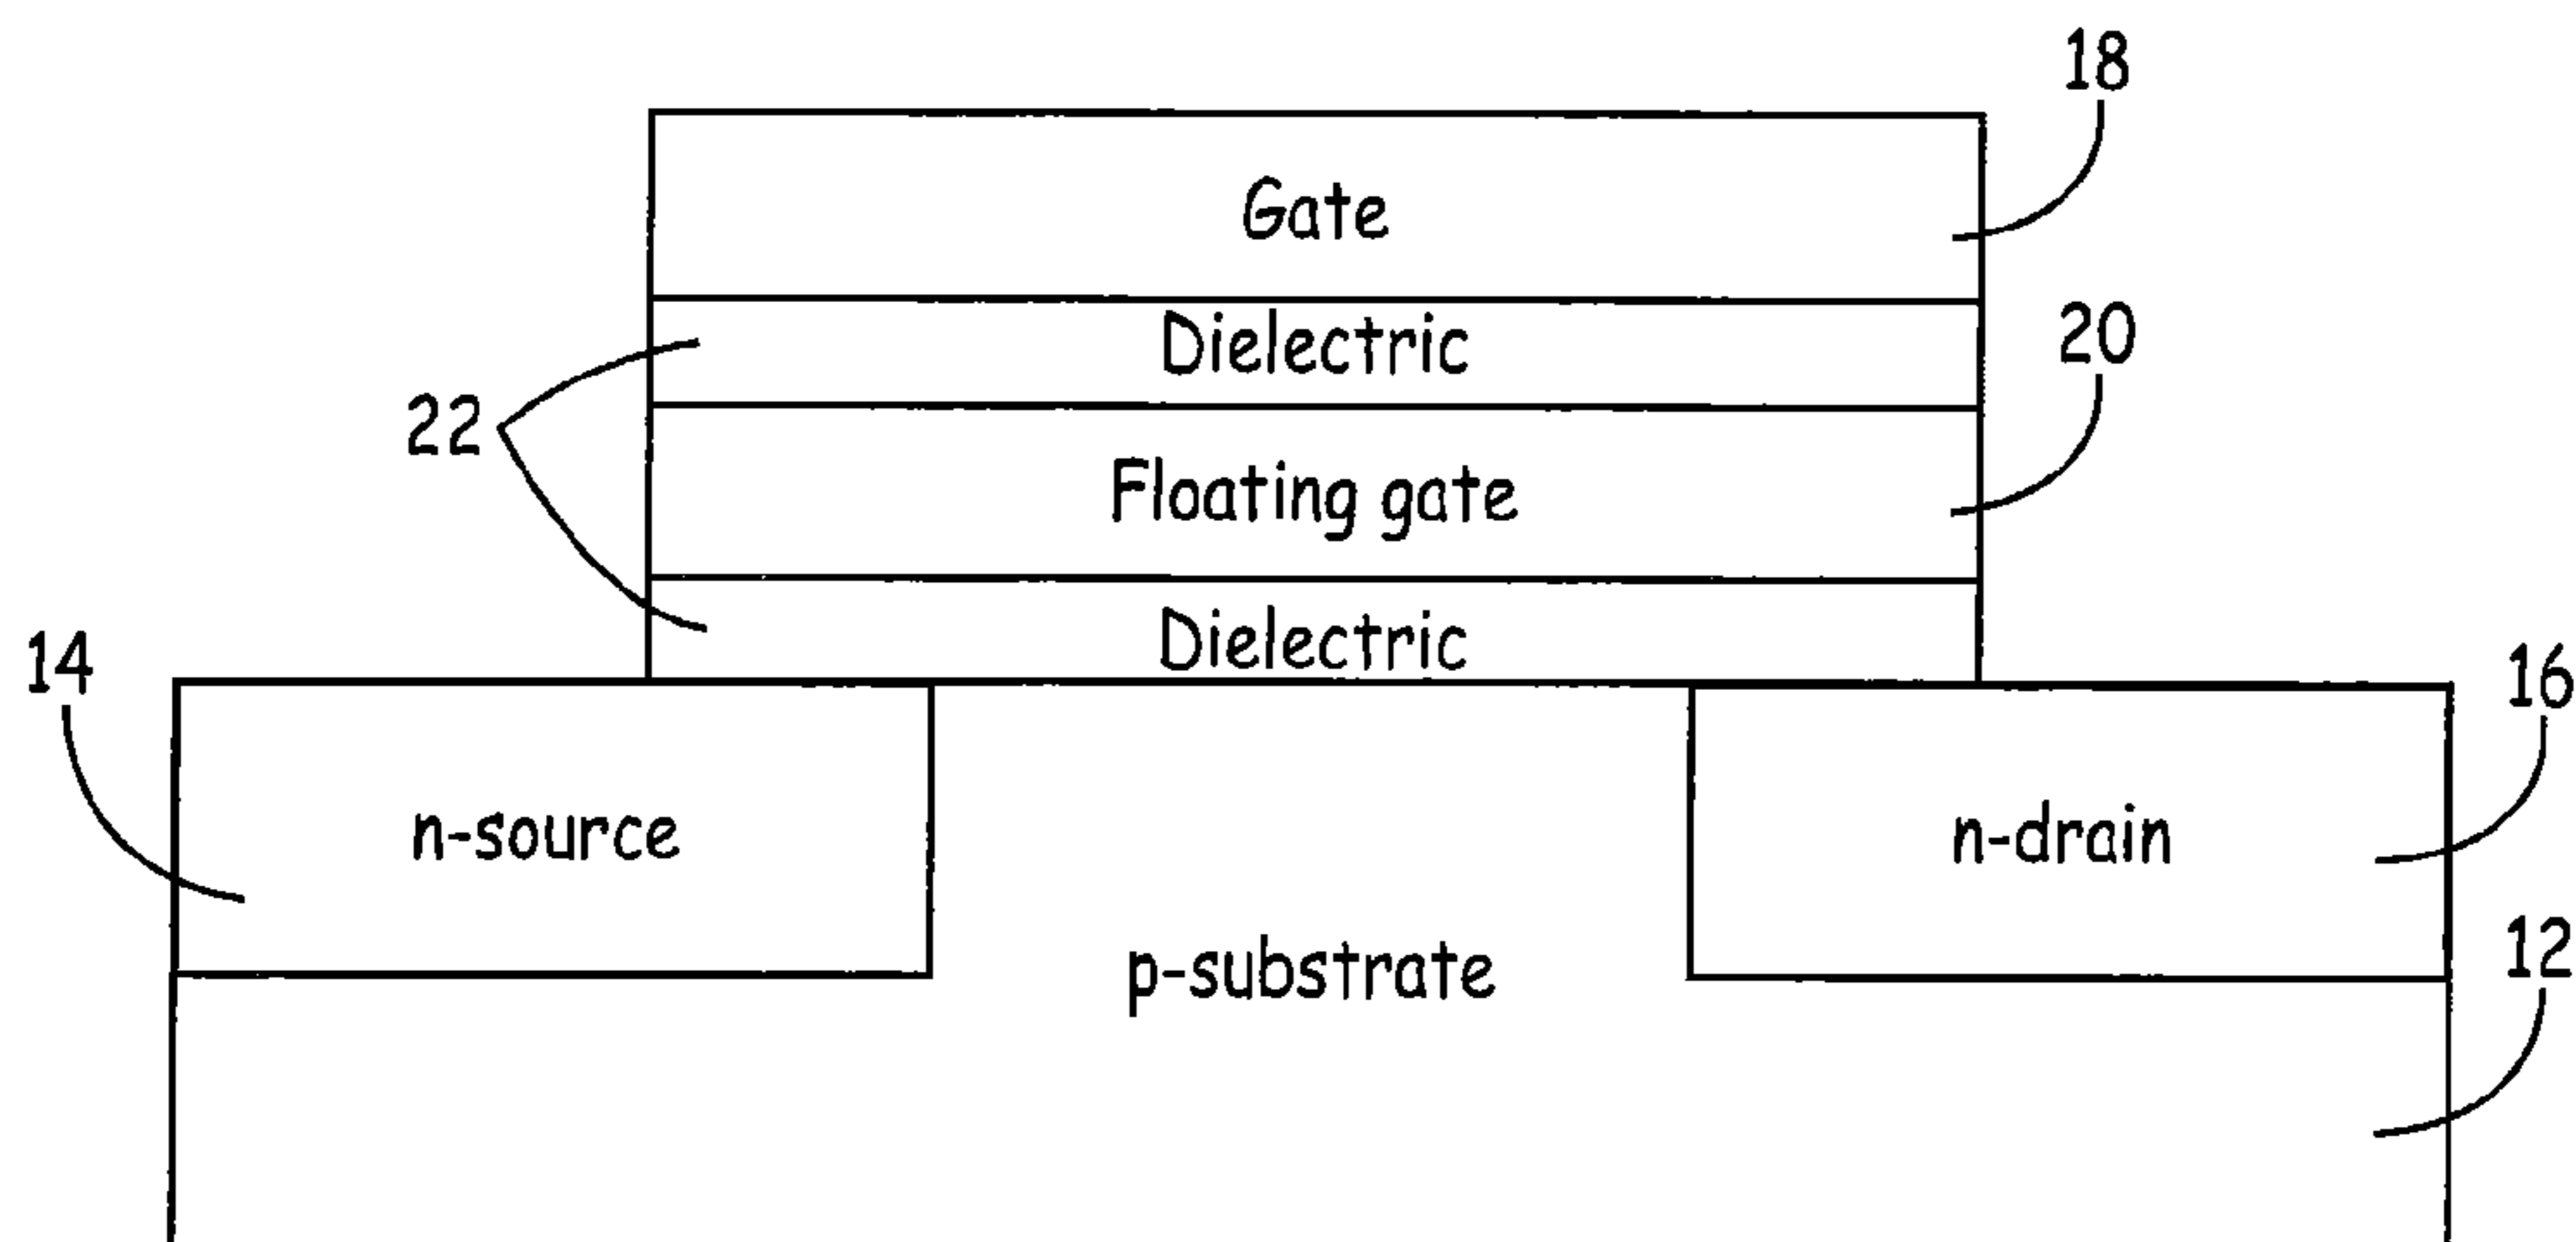 18
Gate
Dielectric
20
22
Floating gate
Dielectric
14
16
n-source
n-drain
12
p-substrate